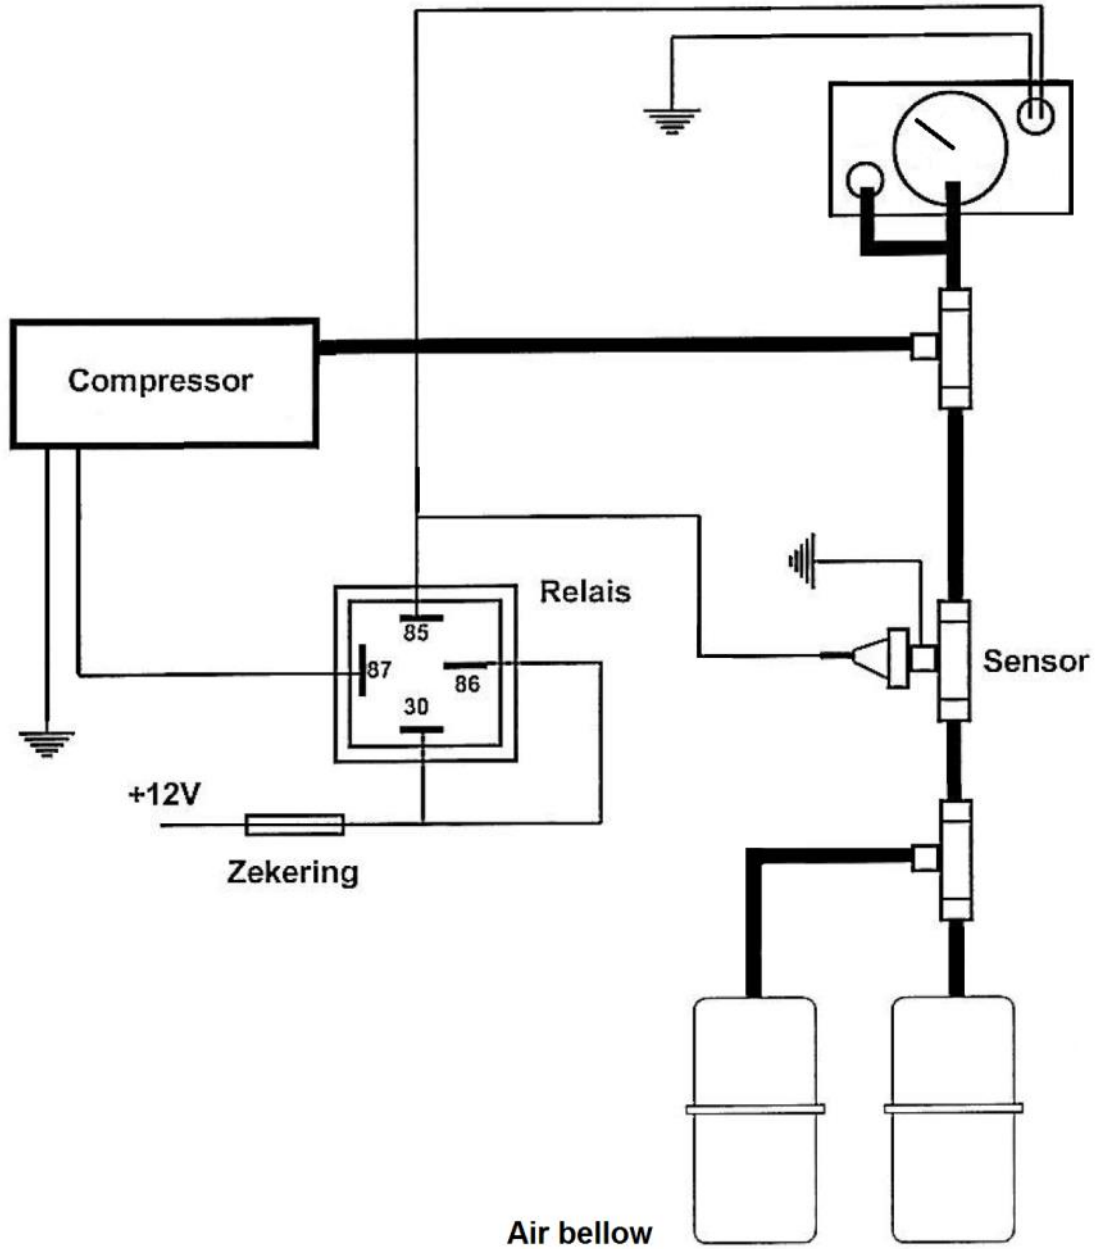 Compressor
Relais
85
87
86
30
Sensor
+12V
Zekering
Air bellow